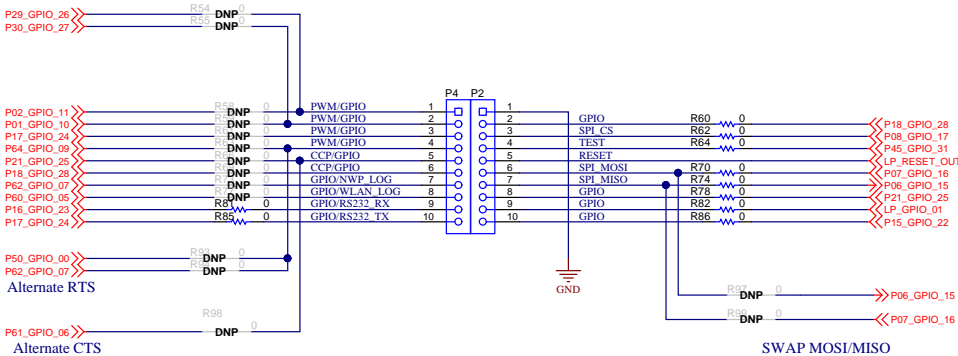 P29_GPIO_26 R54 DNP 0
P30_GPIO_27 R55 DNP 0
P4 P2
P02_GPIO_11 R58 DNP 0 PWM/GPIO 1 1
P01_GPIO_10 DNP 0 PWM/GPIO 2 2 GPIO R60 0 P18_GPIO_28
P17_GPIO_24 DNP 0 PWM/GPIO 3 3 SPI_CS R62 0 P08_GPIO_17
P64_GPIO_09 DNP 0 PWM/GPIO 4 4 TEST R64 0 P45_GPIO_31
P21_GPIO_25 DNP 0 CCP/GPIO 5 5 RESET LP_RESET_OUT
P18_GPIO_28 DNP 0 CCP/GPIO 6 6 SPI_MOSI R70 0 P07_GPIO_16
P62_GPIO_07 DNP 0 GPIO/NWP_LOG 7 7 SPI_MISO R74 0 P06_GPIO_15
P60_GPIO_05 DNP 0 GPIO/WLAN_LOG 8 8 GPIO R78 0 P21_GPIO_25
P16_GPIO_23 R81 0 GPIO/RS232_RX 9 9 GPIO R82 0 LP_GPIO_01
P17_GPIO_24 R85 0 GPIO/RS232_TX 10 10 GPIO R86 0 P15_GPIO_22
P50_GPIO_00 R93 DNP 0
P62_GPIO_07 DNP 0
Alternate RTS
GND
R97 DNP 0 P06_GPIO_15
R99 DNP 0 P07_GPIO_16
P61_GPIO_06 R98 DNP 0
Alternate CTS
SWAP MOSI/MISO